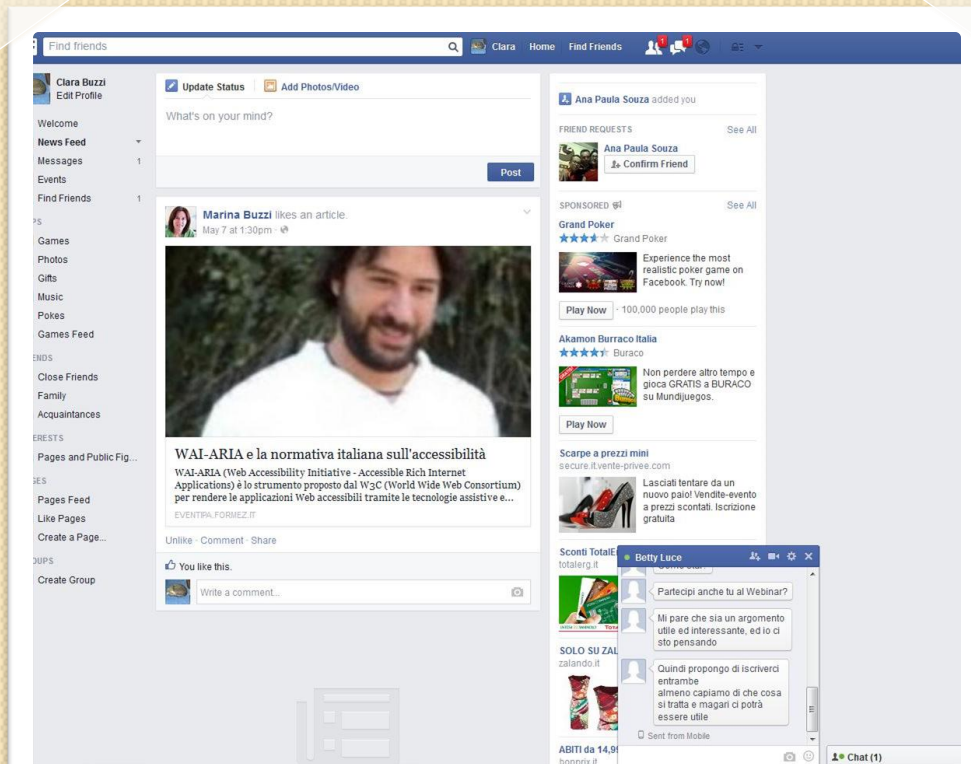 Find friends
Clara Home Find Friends 1 1
Clara Buzzi
Edit Profile
Welcome
News Feed
Messages 1
Events
Find Friends 1
Games
Photos
Gifts
Music
Pokes
Games Feed
Close Friends
Family
Acquaintances
Pages and Public Fig...
Pages Feed
Like Pages
Create a Page...
Create Group
Update Status Add Photos/Video
What's on your mind?
Post
Marina Buzzi likes an article.
May 7 at 1:30pm ·
WAI-ARIA e la normativa italiana sull'accessibilità
WAI-ARIA (Web Accessibility Initiative - Accessible Rich Internet
Applications) è lo strumento proposto dal W3C (World Wide Web Consortium)
per rendere le applicazioni Web accessibili tramite le tecnologie assistive e...
EVENTIPA.FORMEZ.IT
Unlike · Comment · Share
You like this.
Write a comment...
Ana Paula Souza added you
FRIEND REQUESTS See All
Ana Paula Souza
Confirm Friend
SPONSORED See All
Grand Poker
Grand Poker
Experience the most
realistic poker game on
Facebook. Try now!
Play Now · 100,000 people play this
Akamon Burraco Italia
Buraco
Non perdere altro tempo e
gioca GRATIS a BURACO
su Mundijuegos.
Play Now
Scarpe a prezzi mini
secure.it.vente-privee.com
Lasciati tentare da un
nuovo paio! Vendite-evento
a prezzi scontati. Iscrizione
gratuita
Sconti TotalE
totalerg.it
SOLO SU ZAL
zalando.it
ABITI da 14,9
Betty Luce
Partecipi anche tu al Webinar?
Mi pare che sia un argomento
utile ed interessante, ed io ci
sto pensando
Quindi propongo di iscriverci
entrambe
almeno capiamo di che cosa
si tratta e magari ci potrà
essere utile
Sent from Mobile
Chat (1)